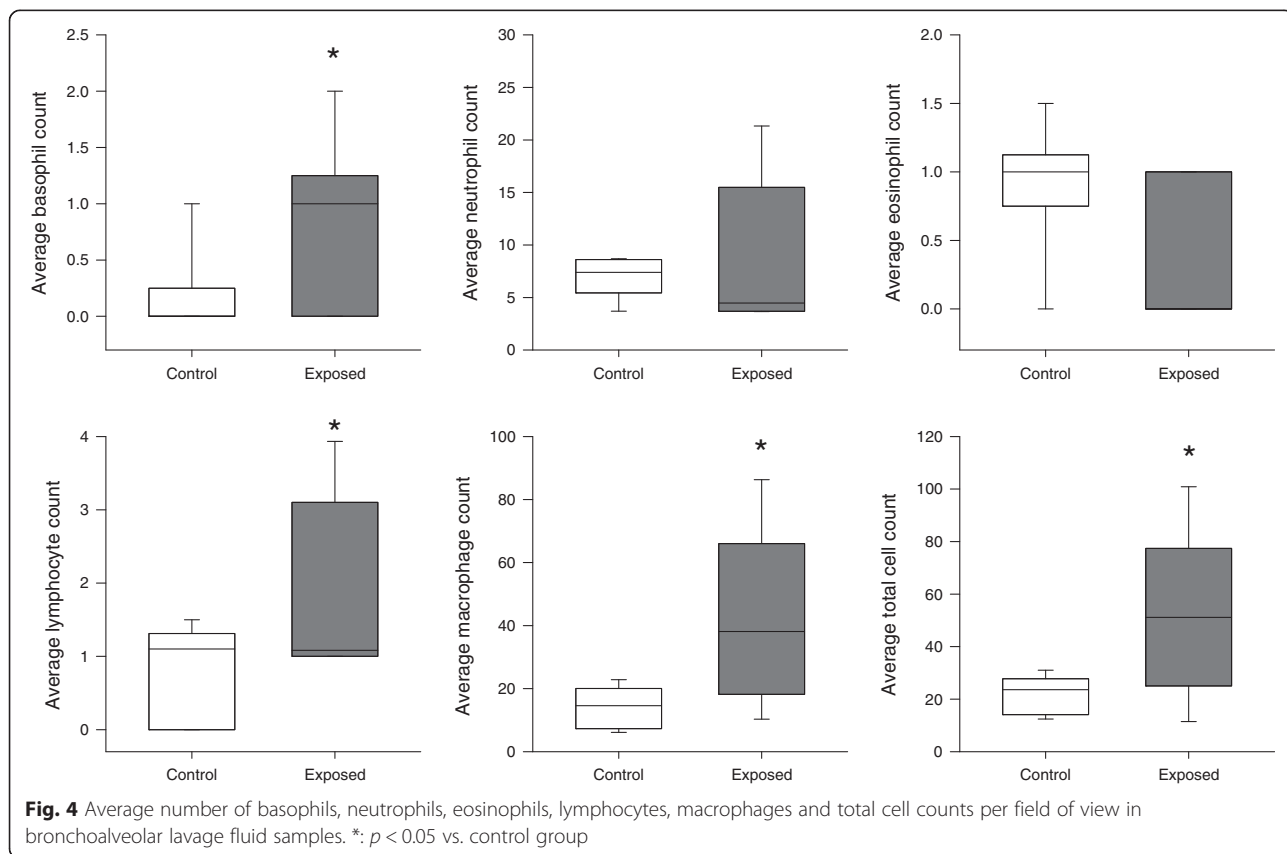 2.5
2.0
1.5
1.0
0.5
0.0
Average basophil count
*
Control Exposed
30
25
20
15
10
5
0
Average neutrophil count
Control Exposed
2.0
1.5
1.0
0.5
0.0
Average eosinophil count
Control Exposed
4
3
2
1
0
Average lymphocyte count
*
Control Exposed
100
80
60
40
20
0
Average macrophage count
*
Control Exposed
120
100
80
60
40
20
0
Average total cell count
*
Control Exposed
Fig. 4 Average number of basophils, neutrophils, eosinophils, lymphocytes, macrophages and total cell counts per field of view in
bronchoalveolar lavage fluid samples. *: p < 0.05 vs. control group